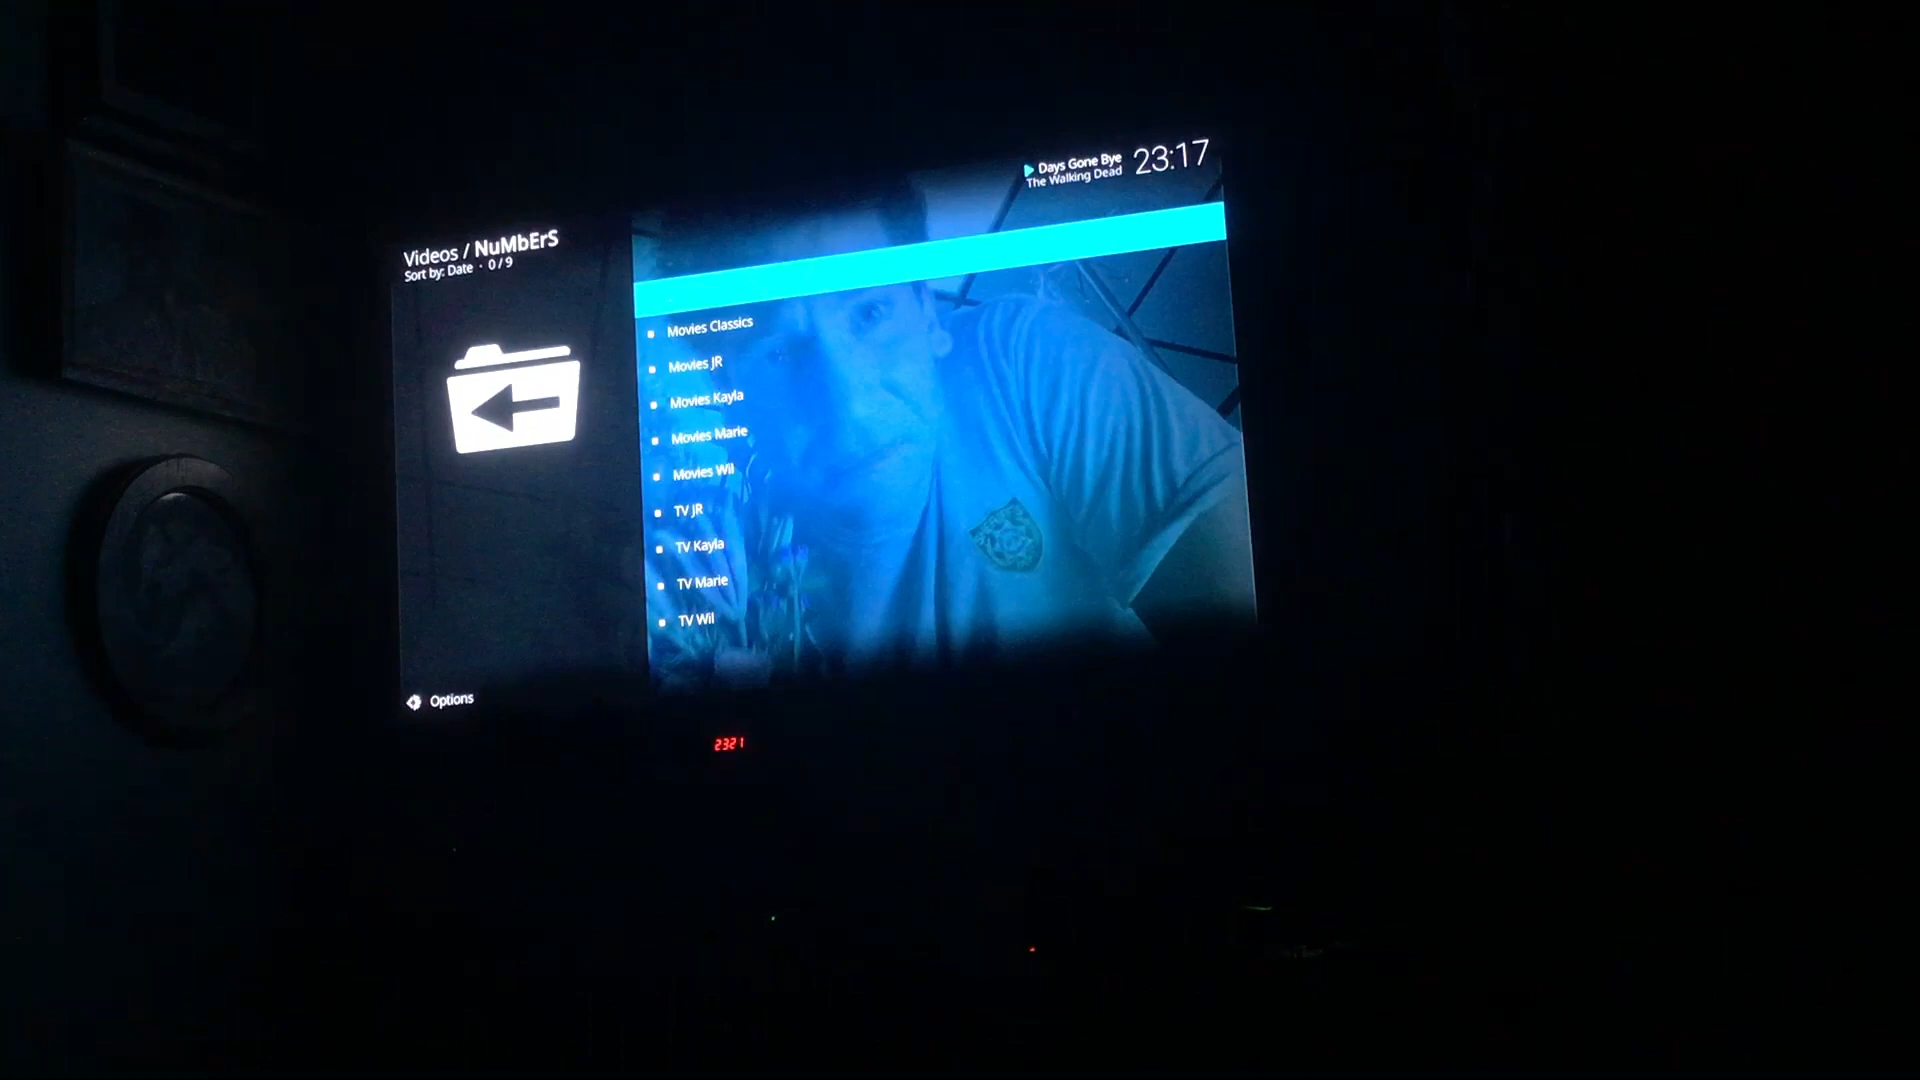 Days Gone Bye
The Walking Dead
23:17
Videos / NuMbErS
Sort by: Date · 0 / 9
Movies Classics
Movies JR
Movies Kayla
Movies Marie
Movies Wil
TV JR
TV Kayla
TV Marie
TV Wil
Options
2321